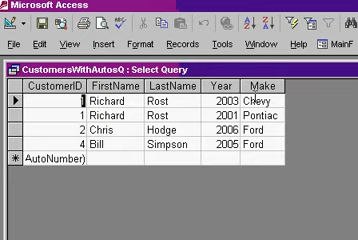 Microsoft Access
File Edit View Insert Format Records Tools Window Help MainF
CustomersWithAutosQ : Select Query
CustomerID FirstName LastName Year Make
1 Richard Rost 2003 Chevy
1 Richard Rost 2001 Pontiac
2 Chris Hodge 2006 Ford
4 Bill Simpson 2005 Ford
AutoNumber)